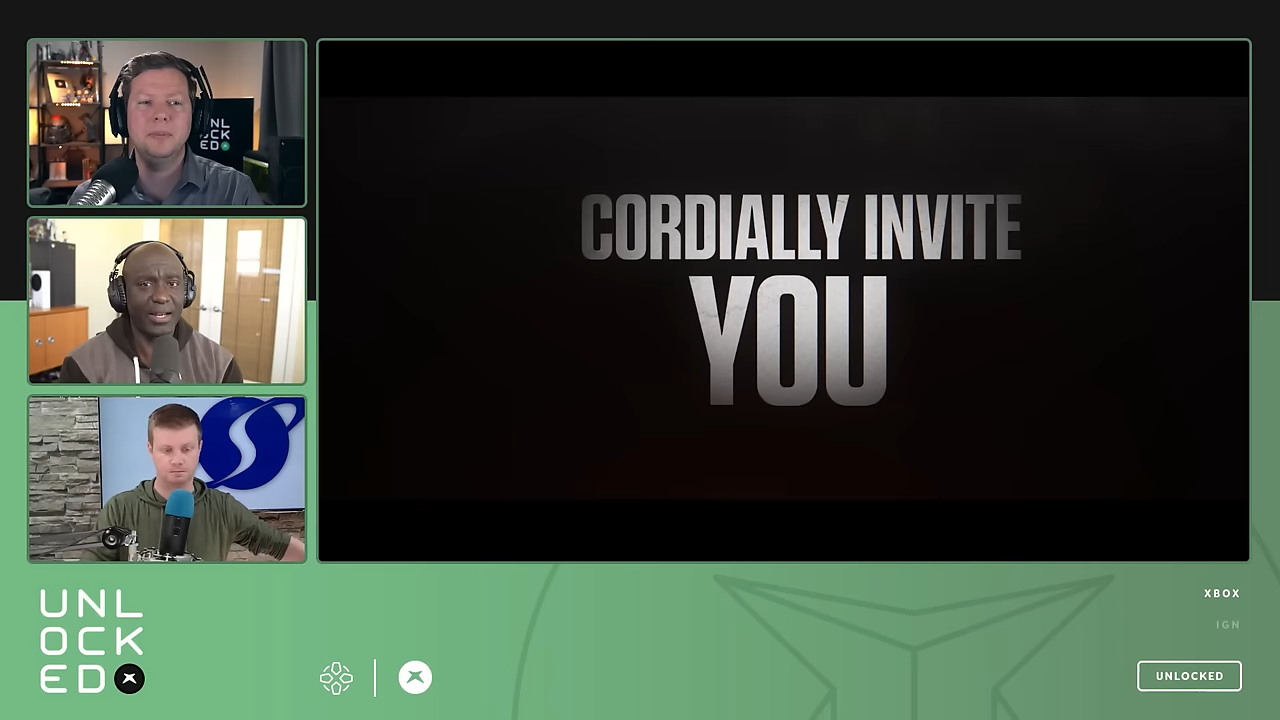 UNL
OCK
ED
CORDIALLY INVITE
YOU
UNL
OCK
ED
XBOX
IGN
UNLOCKED